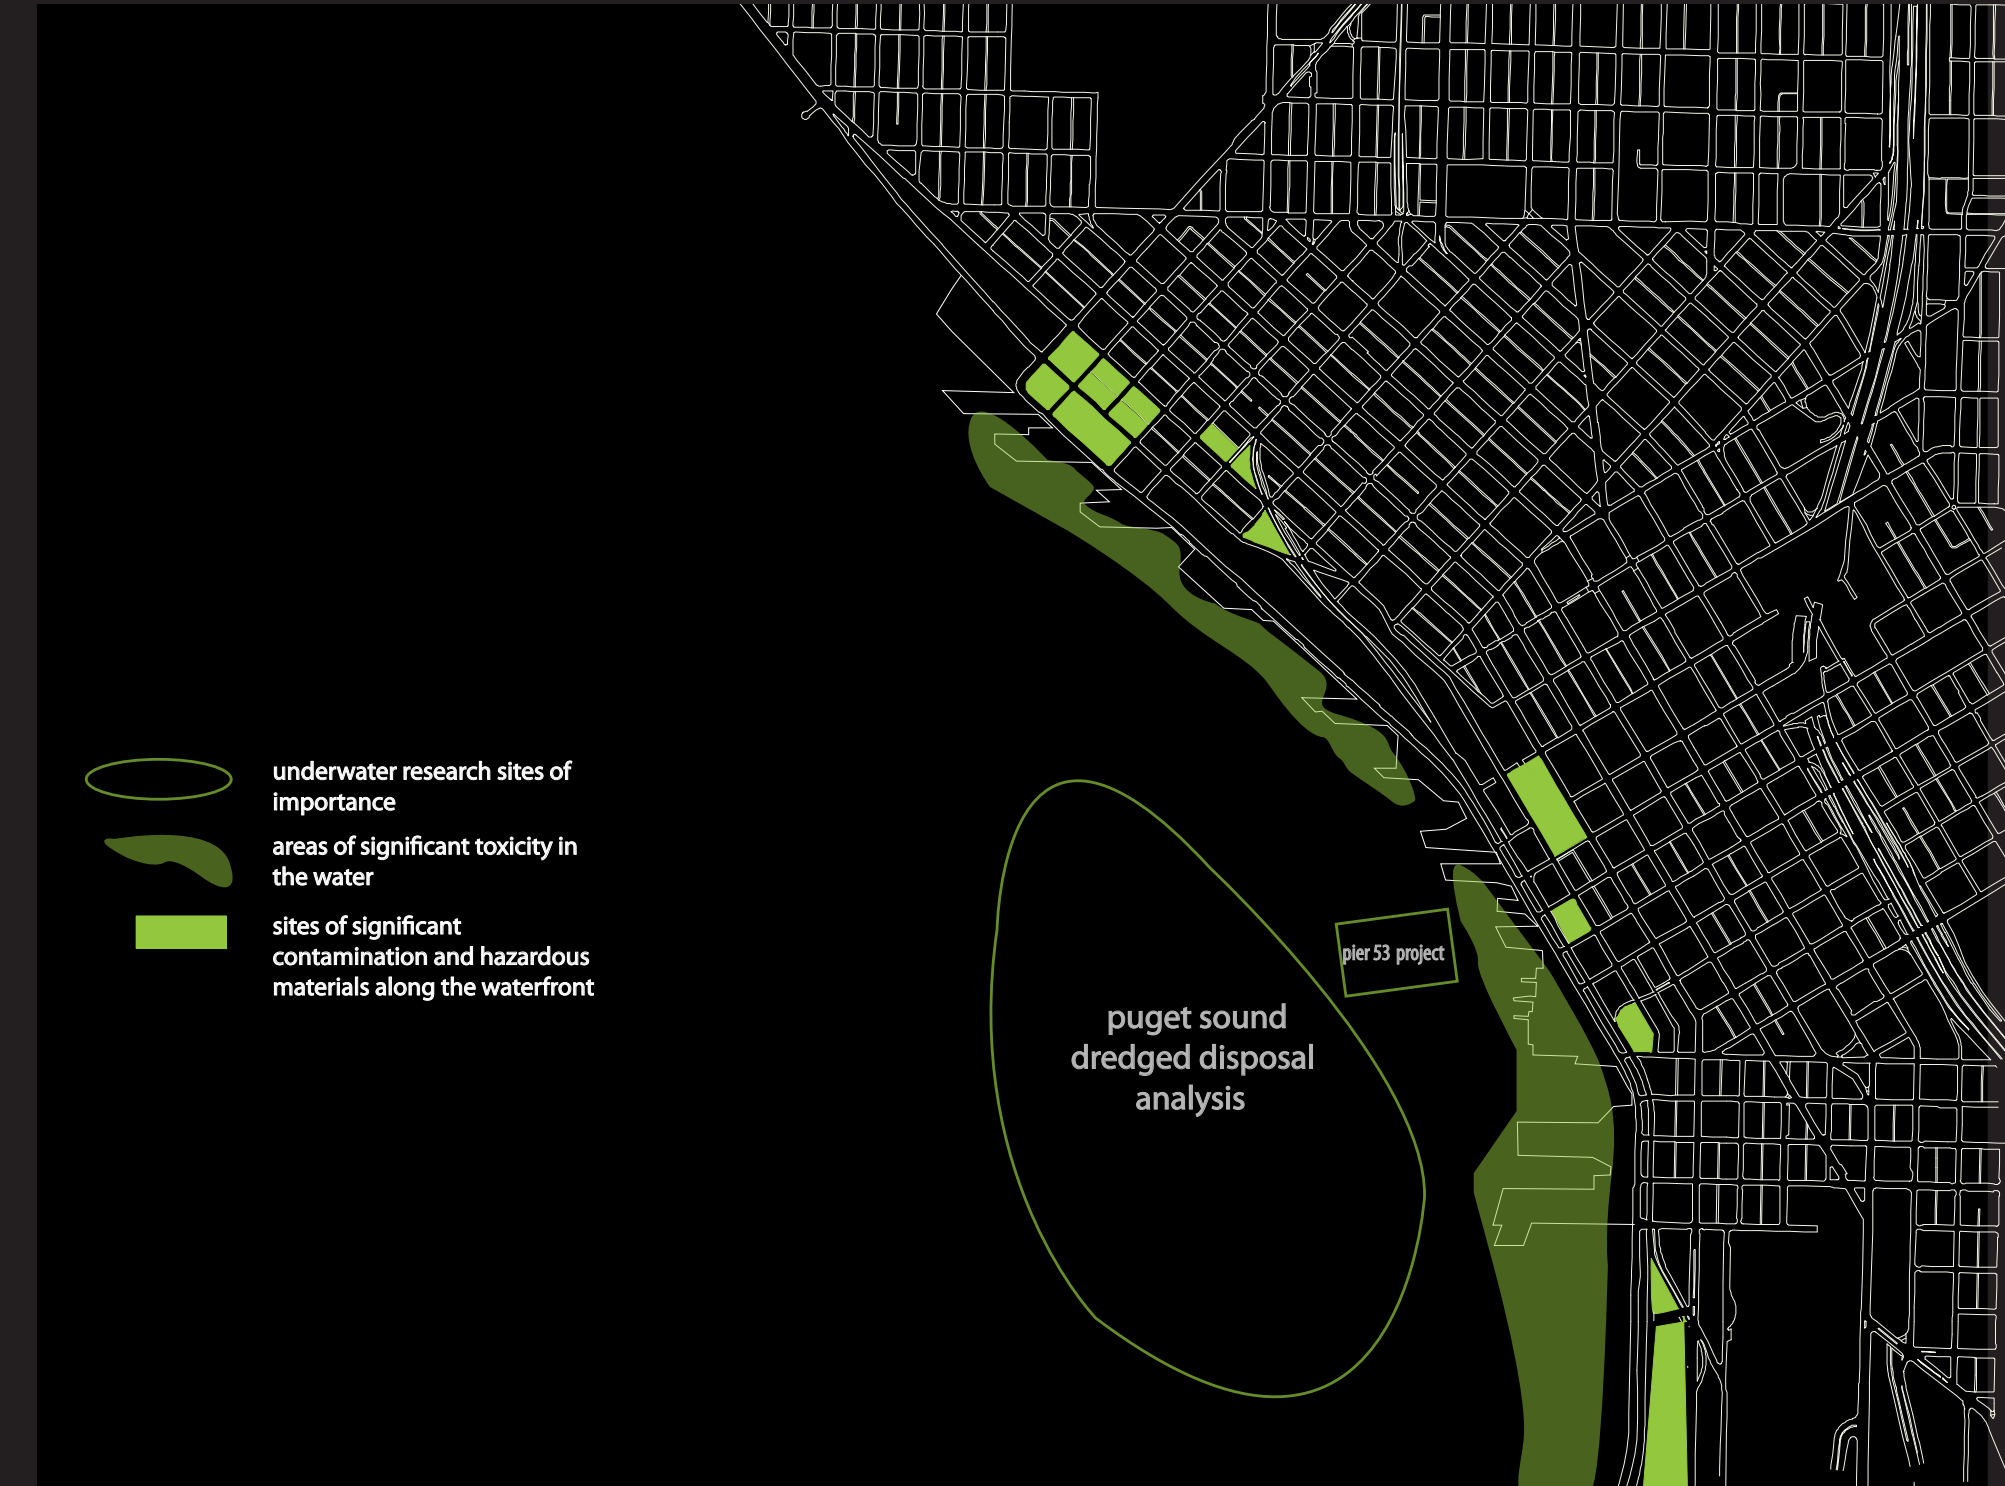 underwater research sites of
importance
areas of significant toxicity in
the water
sites of significant
contamination and hazardous
materials along the waterfront
pier 53 project
puget sound
dredged disposal
analysis